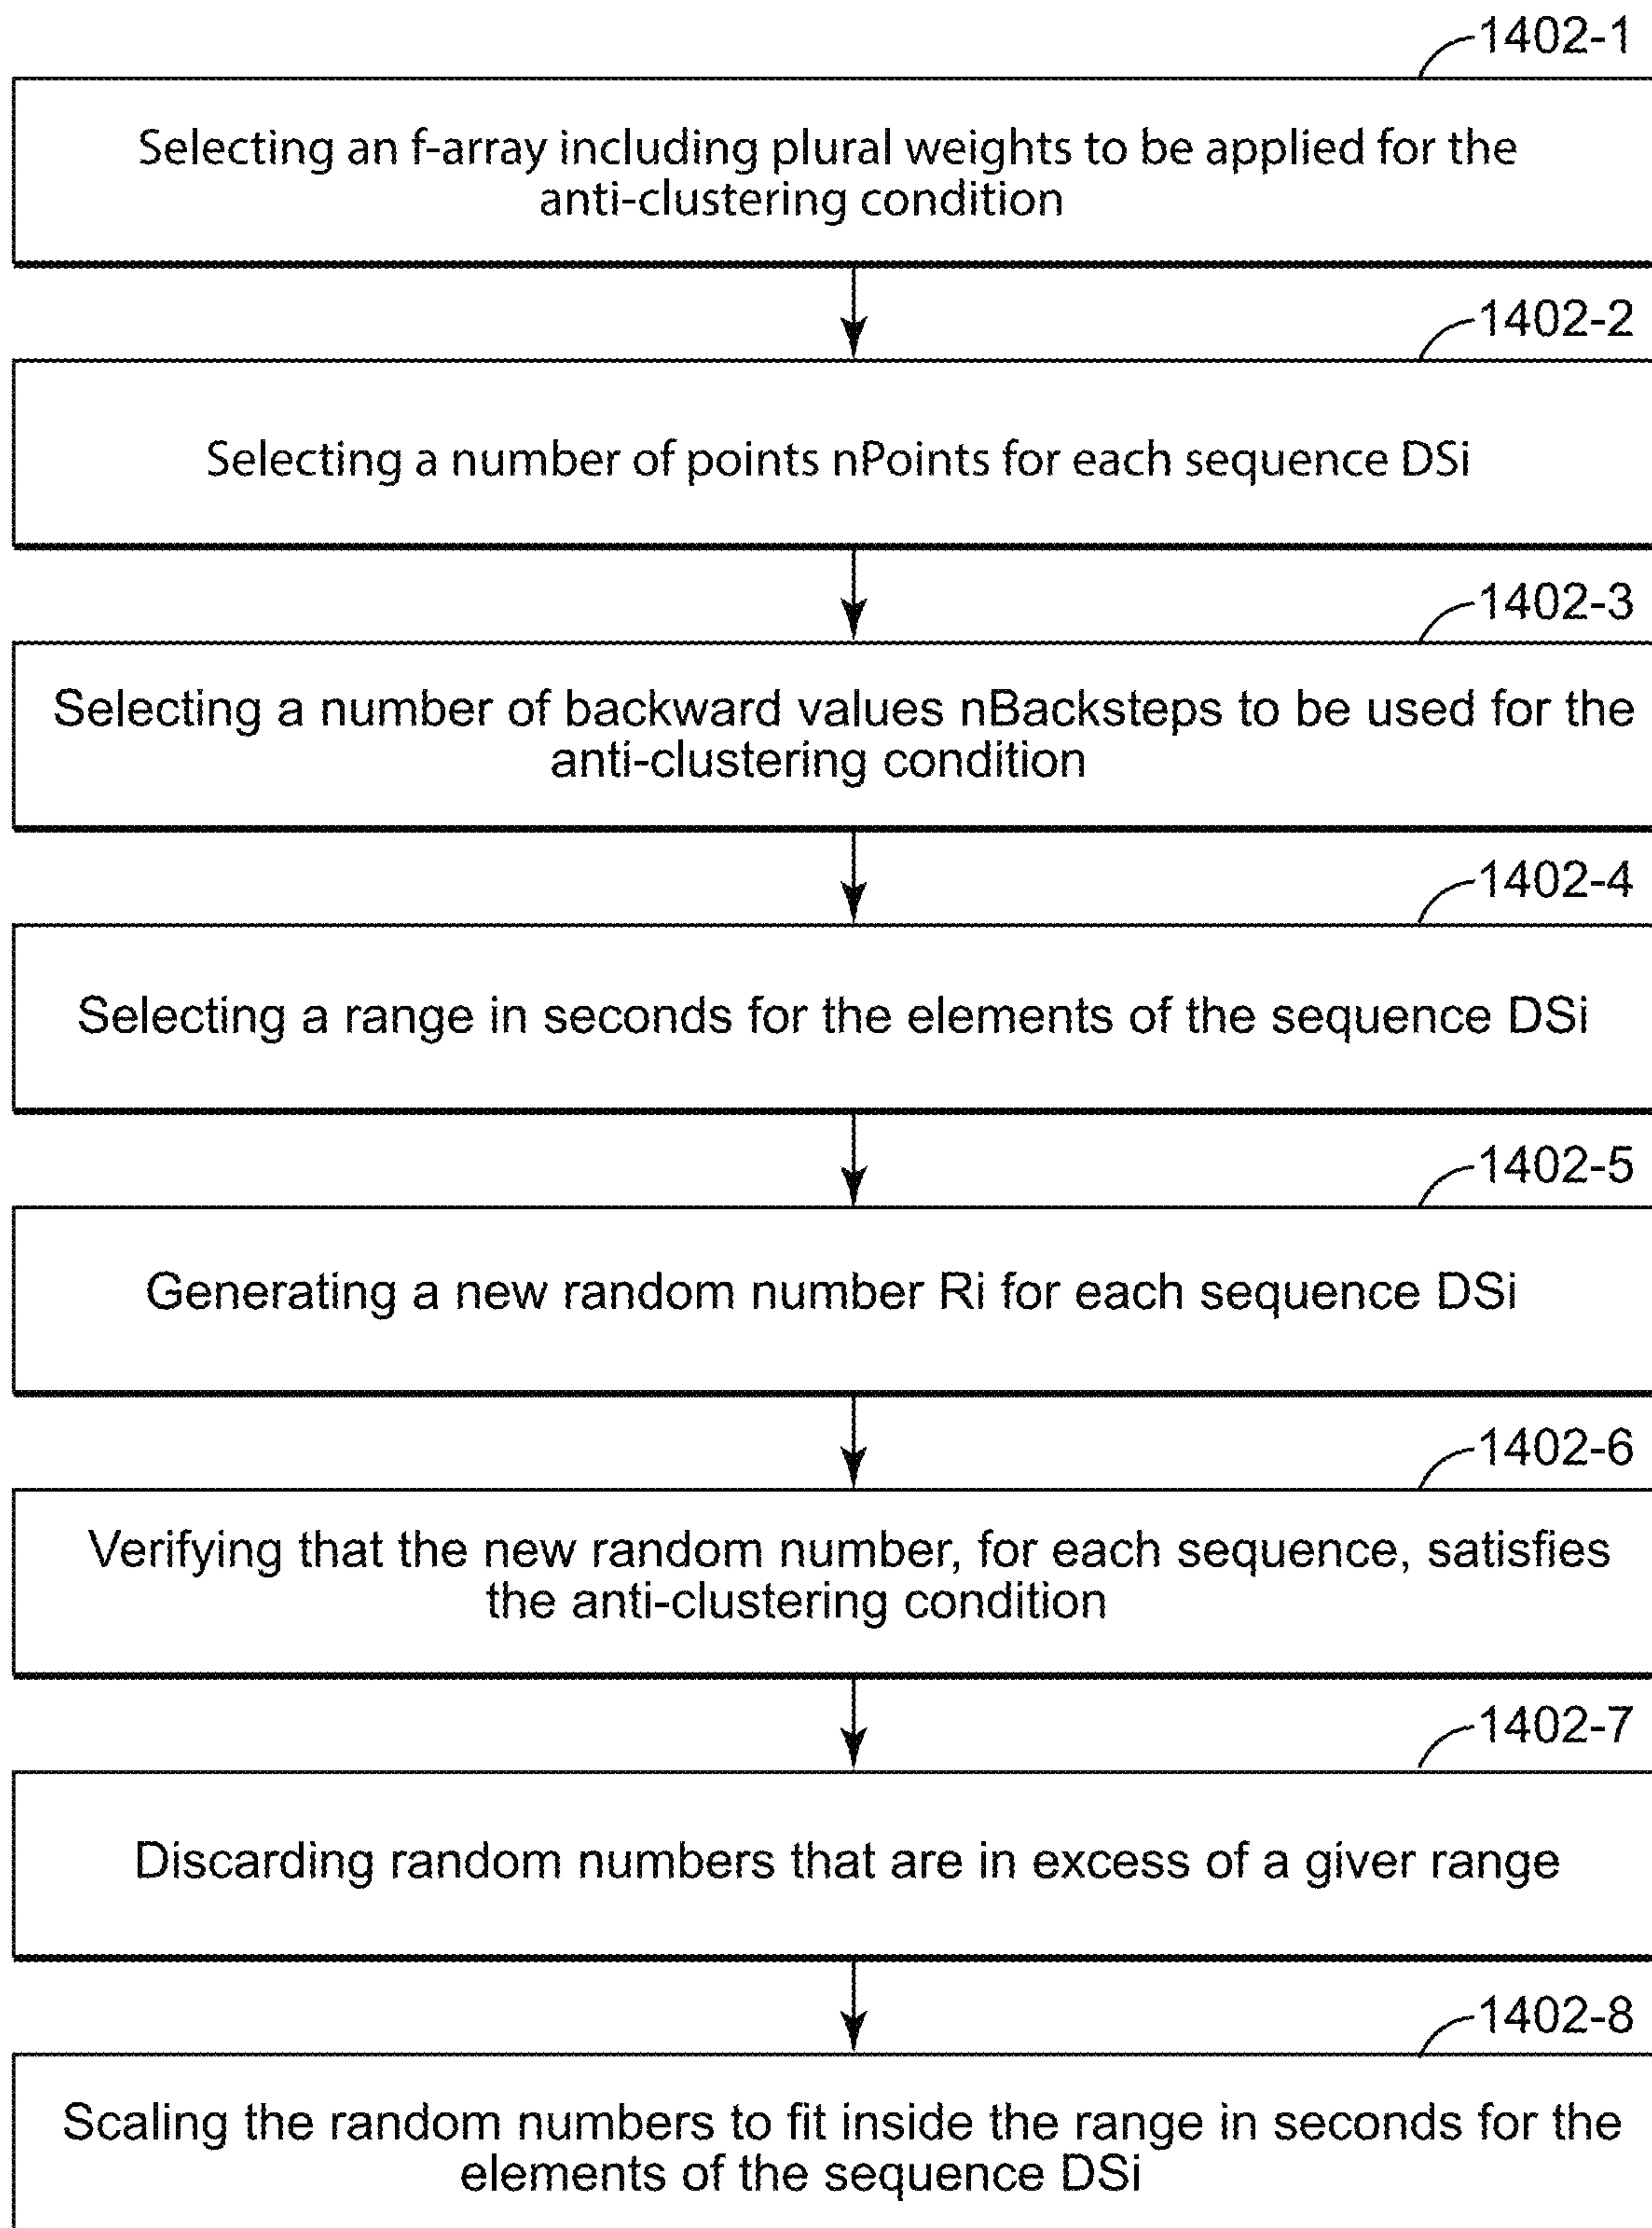 1402-1
Selecting an f-array including plural weights to be applied for the
anti-clustering condition
1402-2
Selecting a number of points nPoints for each sequence DSi
1402-3
Selecting a number of backward values nBacksteps to be used for the
anti-clustering condition
1402-4
Selecting a range in seconds for the elements of the sequence DSi
1402-5
Generating a new random number Ri for each sequence DSi
1402-6
Verifying that the new random number, for each sequence, satisfies
the anti-clustering condition
1402-7
Discarding random numbers that are in excess of a giver range
1402-8
Scaling the random numbers to fit inside the range in seconds for the
elements of the sequence DSi